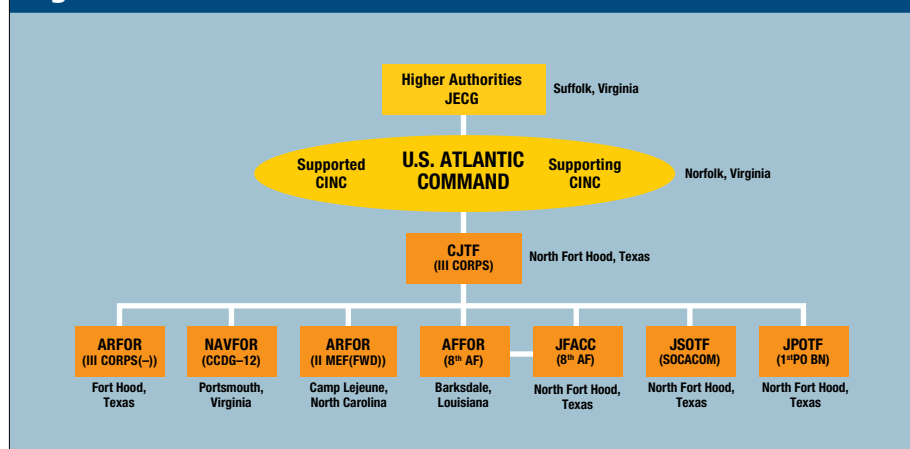 Higher Authorities
JECG
Suffolk, Virginia
Supported
CINC
U.S. ATLANTIC
COMMAND
Supporting
CINC
Norfolk, Virginia
CJTF
(III CORPS)
North Fort Hood, Texas
ARFOR
(III CORPS(–))
Fort Hood,
Texas
NAVFOR
(CCDG–12)
Portsmouth,
Virginia
ARFOR
(II MEF(FWD))
Camp Lejeune,
North Carolina
AFFOR
(8th AF)
Barksdale,
Louisiana
JFACC
(8th AF)
North Fort Hood,
Texas
JSOTF
(SOCACOM)
North Fort Hood,
Texas
JPOTF
(1stPO BN)
North Fort Hood,
Texas